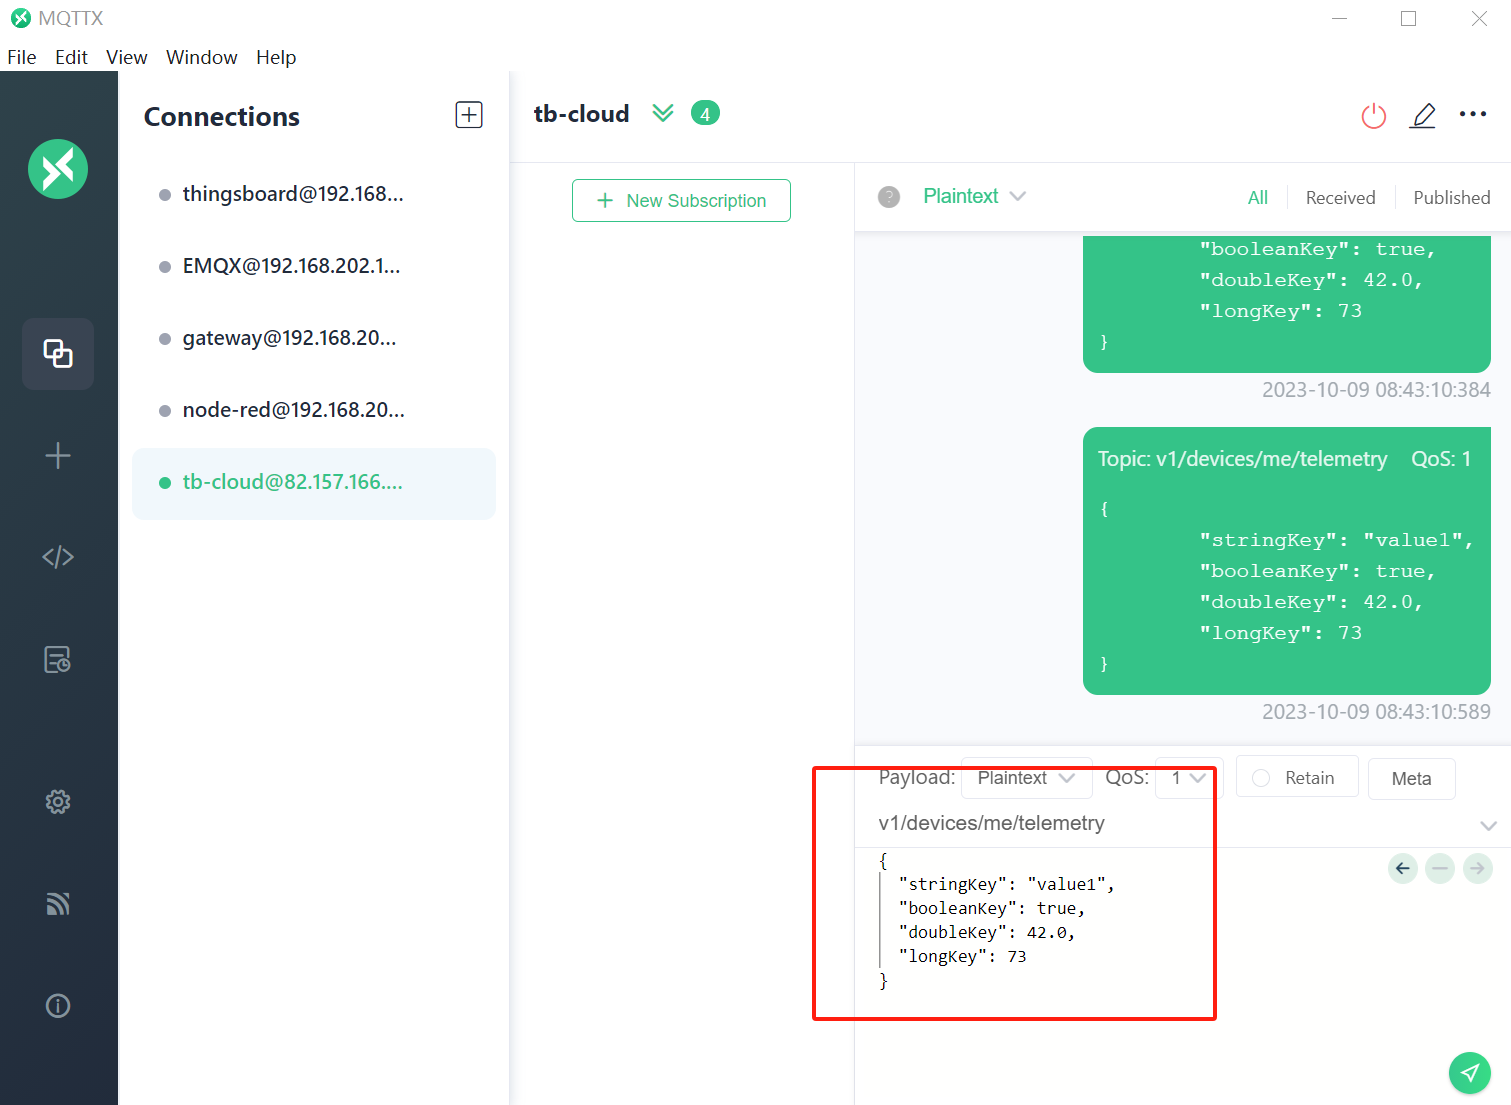 MQTTX
File Edit View Window Help
Connections
thingsboard@192.168...
EMQX@192.168.202.1...
gateway@192.168.20...
node-red@192.168.20...
tb-cloud@82.157.166....
tb-cloud 4
+ New Subscription
? Plaintext All Received Published
"booleanKey": true,
"doubleKey": 42.0,
"longKey": 73
}
2023-10-09 08:43:10:384
Topic: v1/devices/me/telemetry QoS: 1
{
"stringKey": "value1",
"booleanKey": true,
"doubleKey": 42.0,
"longKey": 73
}
2023-10-09 08:43:10:589
Payload: Plaintext QoS: 1 Retain Meta
v1/devices/me/telemetry
{
"stringKey": "value1",
"booleanKey": true,
"doubleKey": 42.0,
"longKey": 73
}